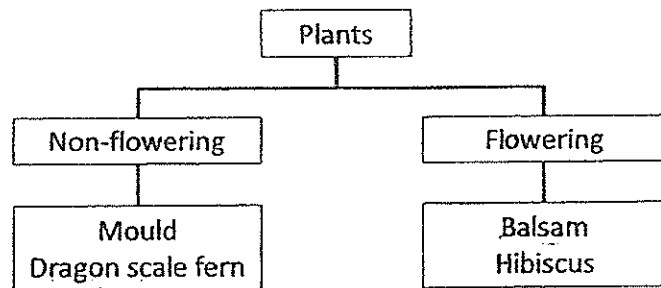 Plants
Non-flowering
Flowering
Mould
Dragon scale fern
Balsam
Hibiscus